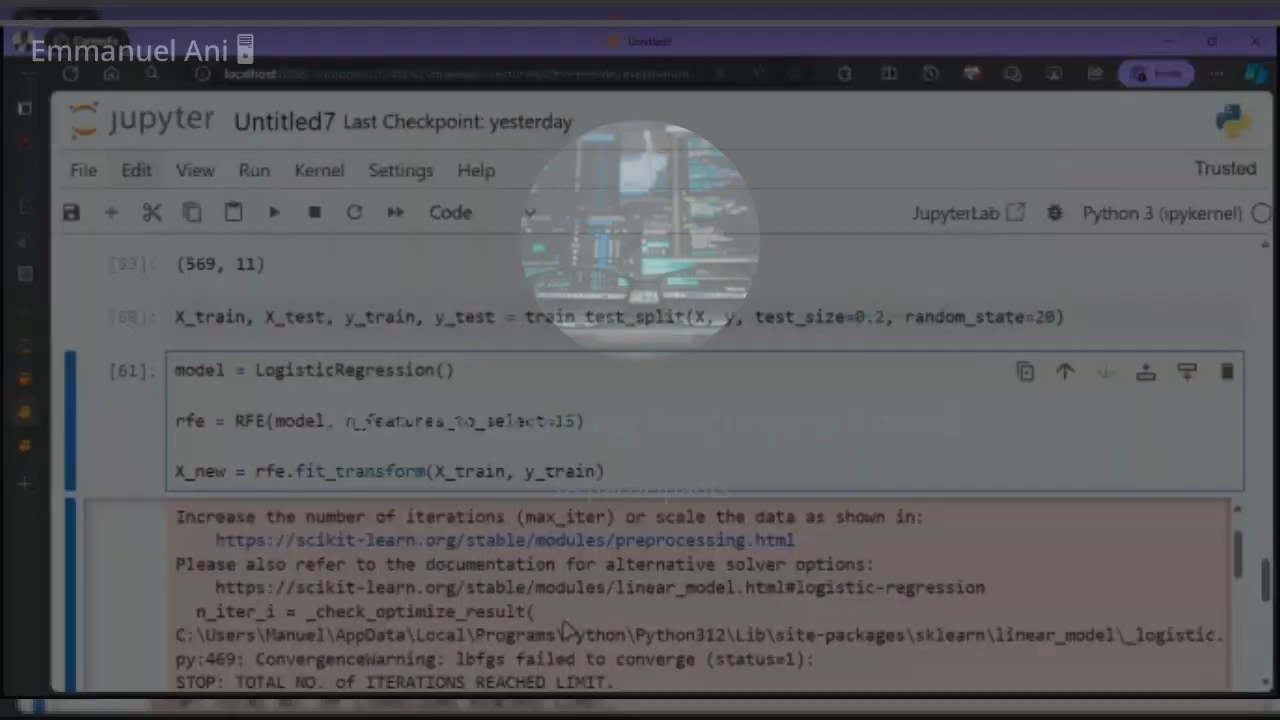 Emmanuel Ani
Untitled7
localhost
jupyter Untitled7 Last Checkpoint: yesterday
File Edit View Run Kernel Settings Help Trusted
Code JupyterLab Python 3 (ipykernel)
[53]: (569, 11)
X_train, X_test, y_train, y_test = train_test_split(X, y, test_size=0.2, random_state=20)
[61]: model = LogisticRegression()
rfe = RFE(model, n_features_to_select=15)
X_new = rfe.fit_transform(X_train, y_train)
Increase the number of iterations (max_iter) or scale the data as shown in:
https://scikit-learn.org/stable/modules/preprocessing.html
Please also refer to the documentation for alternative solver options:
https://scikit-learn.org/stable/modules/linear_model.html#logistic-regression
n_iter_i = _check_optimize_result(
C:\Users\Manuel\AppData\Local\Programs\Python\Python312\Lib\site-packages\sklearn\linear_model\_logistic.
py:469: ConvergenceWarning: lbfgs failed to converge (status=1):
STOP: TOTAL NO. of ITERATIONS REACHED LIMIT.